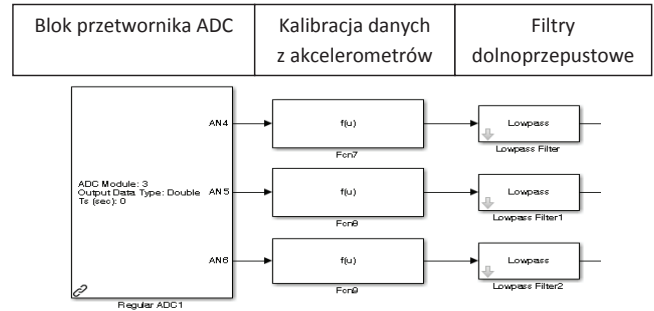 Blok przetwornika ADC
Kalibracja danych
z akcelerometrów
Filtry
dolnoprzepustowe
AN4
f(u)
Lowpass
Fcn7
Lowpass Filter
ADC Module: 3
Output Data Type: Double
Ts (sec): 0
AN5
f(u)
Lowpass
Fcn8
Lowpass Filter1
AN6
f(u)
Lowpass
Fcn9
Lowpass Filter2
Regular ADC1